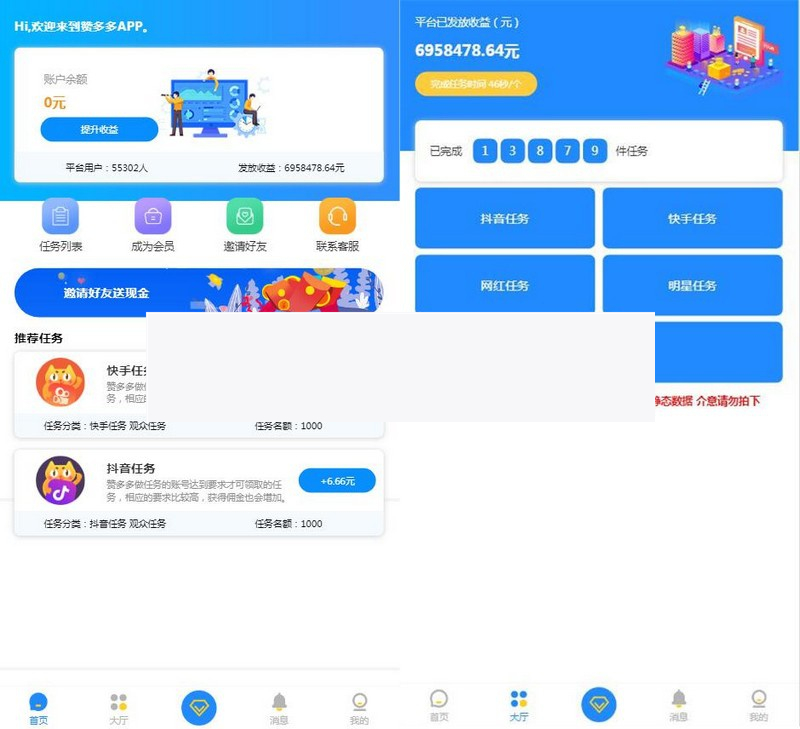 Hi,欢迎来到赞多多APP。
账户余额
0元
提升收益
平台用户：55302人
发放收益：6958478.64元
任务列表
成为会员
邀请好友
联系客服
邀请好友送现金
推荐任务
快手任
赞多多做
务，相应
任务分类：快手任务 观众任务
任务名额：1000
抖音任务
赞多多做任务的账号达到要求才可领取的任
务，相应的要求比较高，获得佣金也会增加。
+6.66元
任务分类：抖音任务 观众任务
任务名额：1000
首页
大厅
消息
我的
平台已发放收益（元）
6958478.64元
完成任务时间 46秒/个
已完成 1 3 8 7 9 件任务
抖音任务
快手任务
网红任务
明星任务
静态数据 介意请勿拍下
首页
大厅
消息
我的